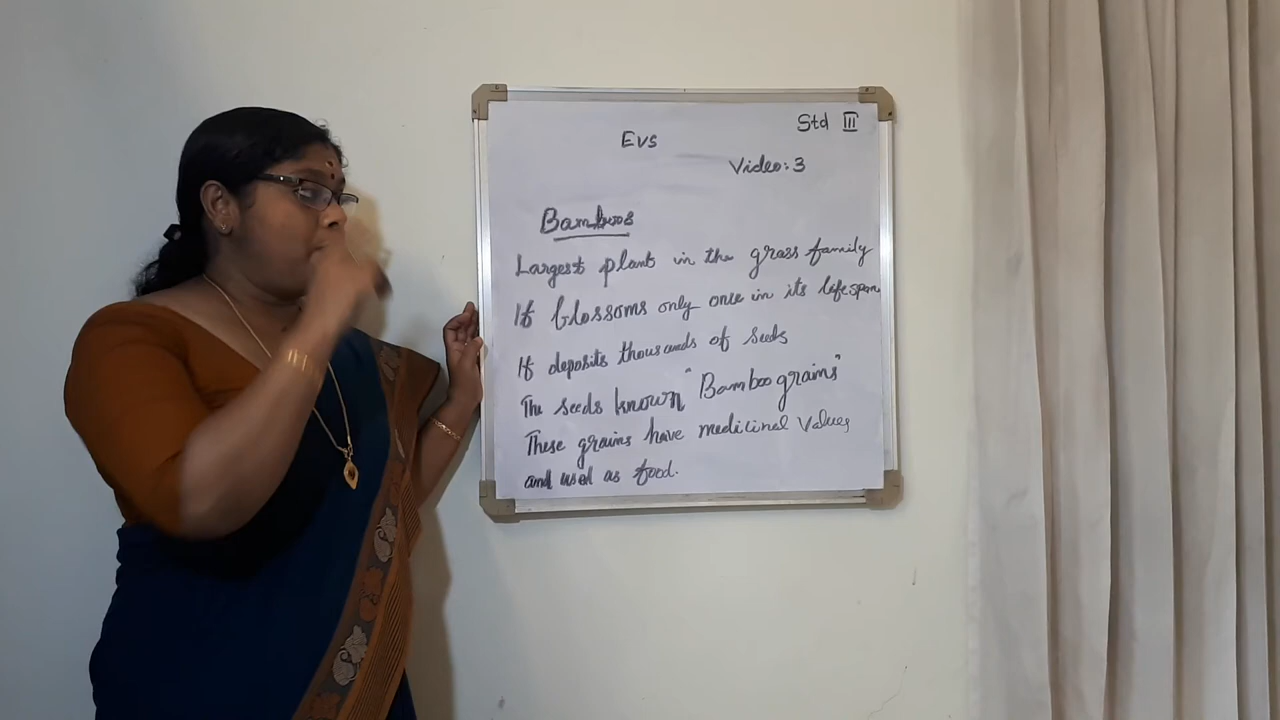 Std III
Evs
Video: 3
Bamboos
Largest plant in the grass family
It blossoms only once in its lifespan
It deposits thousands of seeds
The seeds known "Bamboo grains"
These grains have medicinal values
and used as food.